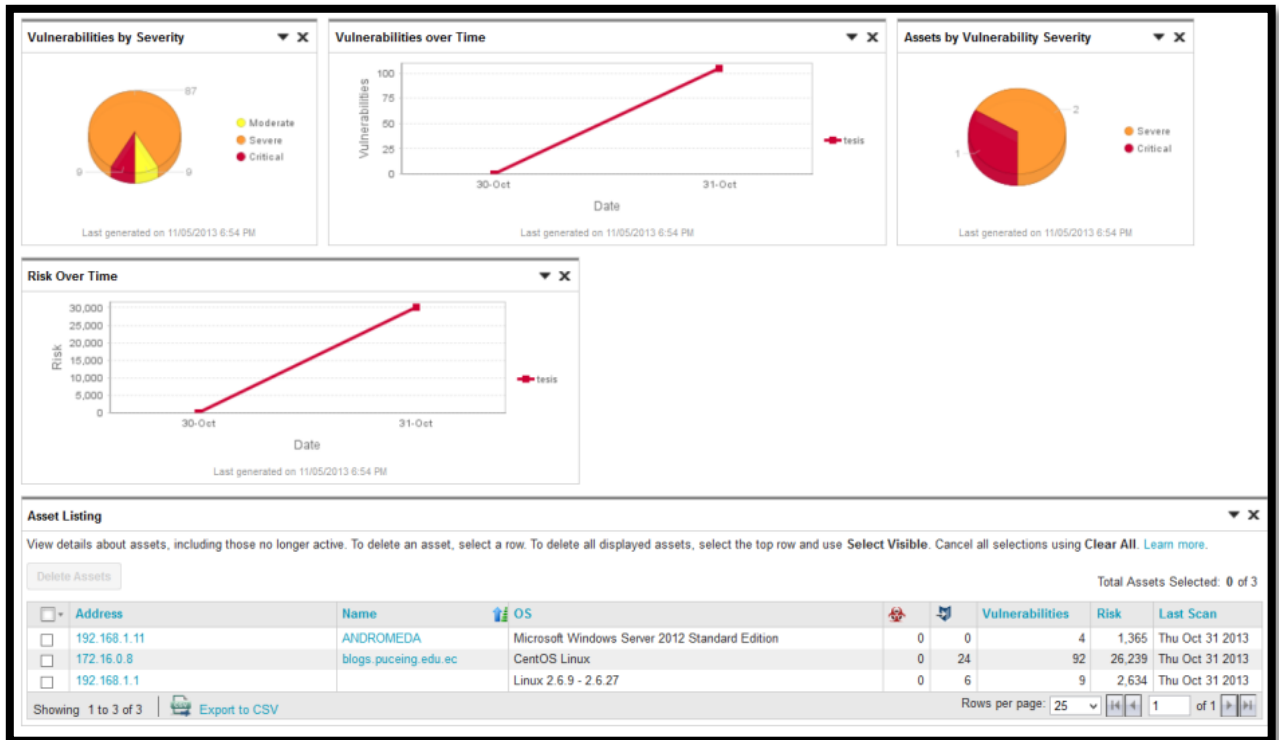 Vulnerabilities by Severity
87
9
9
Moderate
Severe
Critical
Last generated on 11/05/2013 6:54 PM
Vulnerabilities over Time
100
75
50
25
0
Vulnerabilities
30-Oct
31-Oct
Date
tesis
Last generated on 11/05/2013 6:54 PM
Assets by Vulnerability Severity
2
1
Severe
Critical
Last generated on 11/05/2013 6:54 PM
Risk Over Time
30,000
25,000
20,000
15,000
10,000
5,000
0
Risk
30-Oct
31-Oct
Date
tesis
Last generated on 11/05/2013 6:54 PM
Asset Listing
View details about assets, including those no longer active. To delete an asset, select a row. To delete all displayed assets, select the top row and use Select Visible. Cancel all selections using Clear All. Learn more.
Delete Assets
Total Assets Selected: 0 of 3
Address Name OS Vulnerabilities Risk Last Scan
192.168.1.11 ANDROMEDA Microsoft Windows Server 2012 Standard Edition 0 0 4 1,365 Thu Oct 31 2013
172.16.0.8 blogs.puceing.edu.ec CentOS Linux 0 24 92 26,239 Thu Oct 31 2013
192.168.1.1 Linux 2.6.9 - 2.6.27 0 6 9 2,634 Thu Oct 31 2013
Showing 1 to 3 of 3 Export to CSV Rows per page: 25 1 of 1